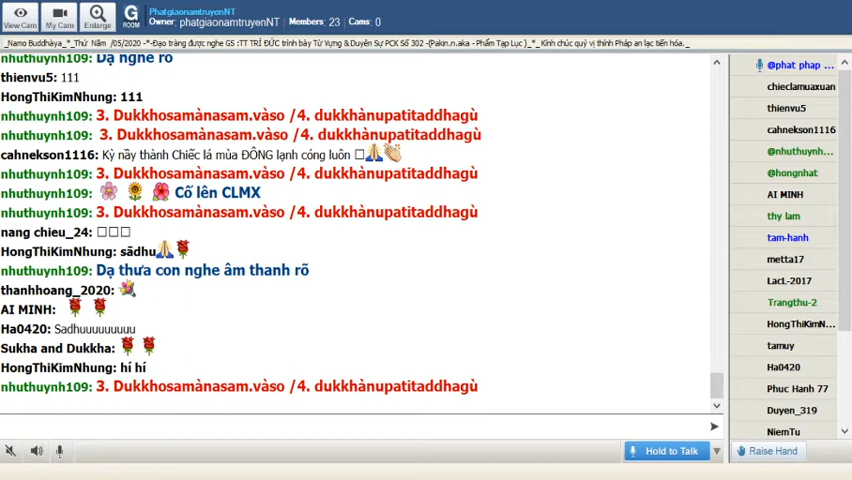 PhatgiaonamtruyenNT
Owner: phatgiaonamtruyenNT Members: 23 Cams: 0
View Cam
My Cam
Enlarge
G
ROOM
_Namo Buddhàya_*_Thứ Năm /05/2020 -*-Đạo tràng được nghe GS :TT TRÍ ĐỨC trình bày Từ Vựng &Duyên Sự PCK Số 302 -(Pakin.n.aka - Phẩm Tạp Lục )_*_ Kính chúc quý vị thính Pháp an lạc tiến hóa._
nhuthuynh109: Dạ nghe rõ
thienvu5: 111
HongThiKimNhung: 111
nhuthuynh109: 3. Dukkhosamànasam.vàso /4. dukkhànupatitaddhagù
nhuthuynh109: 3. Dukkhosamànasam.vàso /4. dukkhànupatitaddhagù
cahnekson1116: Kỳ nầy thành Chiếc lá mùa ĐÔNG lạnh cóng luôn
nhuthuynh109: 3. Dukkhosamànasam.vàso /4. dukkhànupatitaddhagù
nhuthuynh109: Cố lên CLMX
nhuthuynh109: 3. Dukkhosamànasam.vàso /4. dukkhànupatitaddhagù
nang chieu_24:
HongThiKimNhung: sādhu
nhuthuynh109: Dạ thưa con nghe âm thanh rõ
thanhhoang_2020:
AI MINH:
Ha0420: Sadhuuuuuuuuu
Sukha and Dukkha:
HongThiKimNhung: hí hí
nhuthuynh109: 3. Dukkhosamànasam.vàso /4. dukkhànupatitaddhagù
Hold to Talk
@phat phap ...
chieclamuaxuan
thienvu5
cahnekson1116
@nhuthuynh...
@hongnhat
AI MINH
thy lam
tam-hanh
metta17
LacL-2017
Trangthu-2
HongThiKimN...
tamuy
Ha0420
Phuc Hanh 77
Duyen_319
NiemTu
Raise Hand